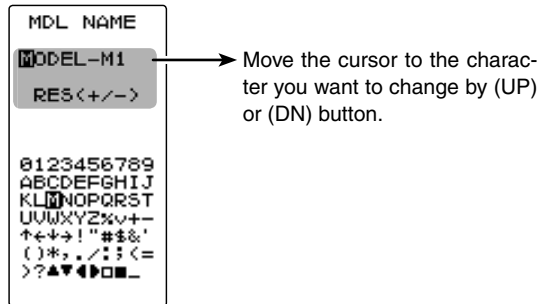 MDL NAME
MODEL-M1
RES(+/-)
Move the cursor to the charac-
ter you want to change by (UP)
or (DN) button.
0123456789
ABCDEFGHIJ
KLMNOPQRST
UVWXYZ%v+-
↑←↓→!"#$&'
()*,./:;<=
>?▲▼◀▶□■_